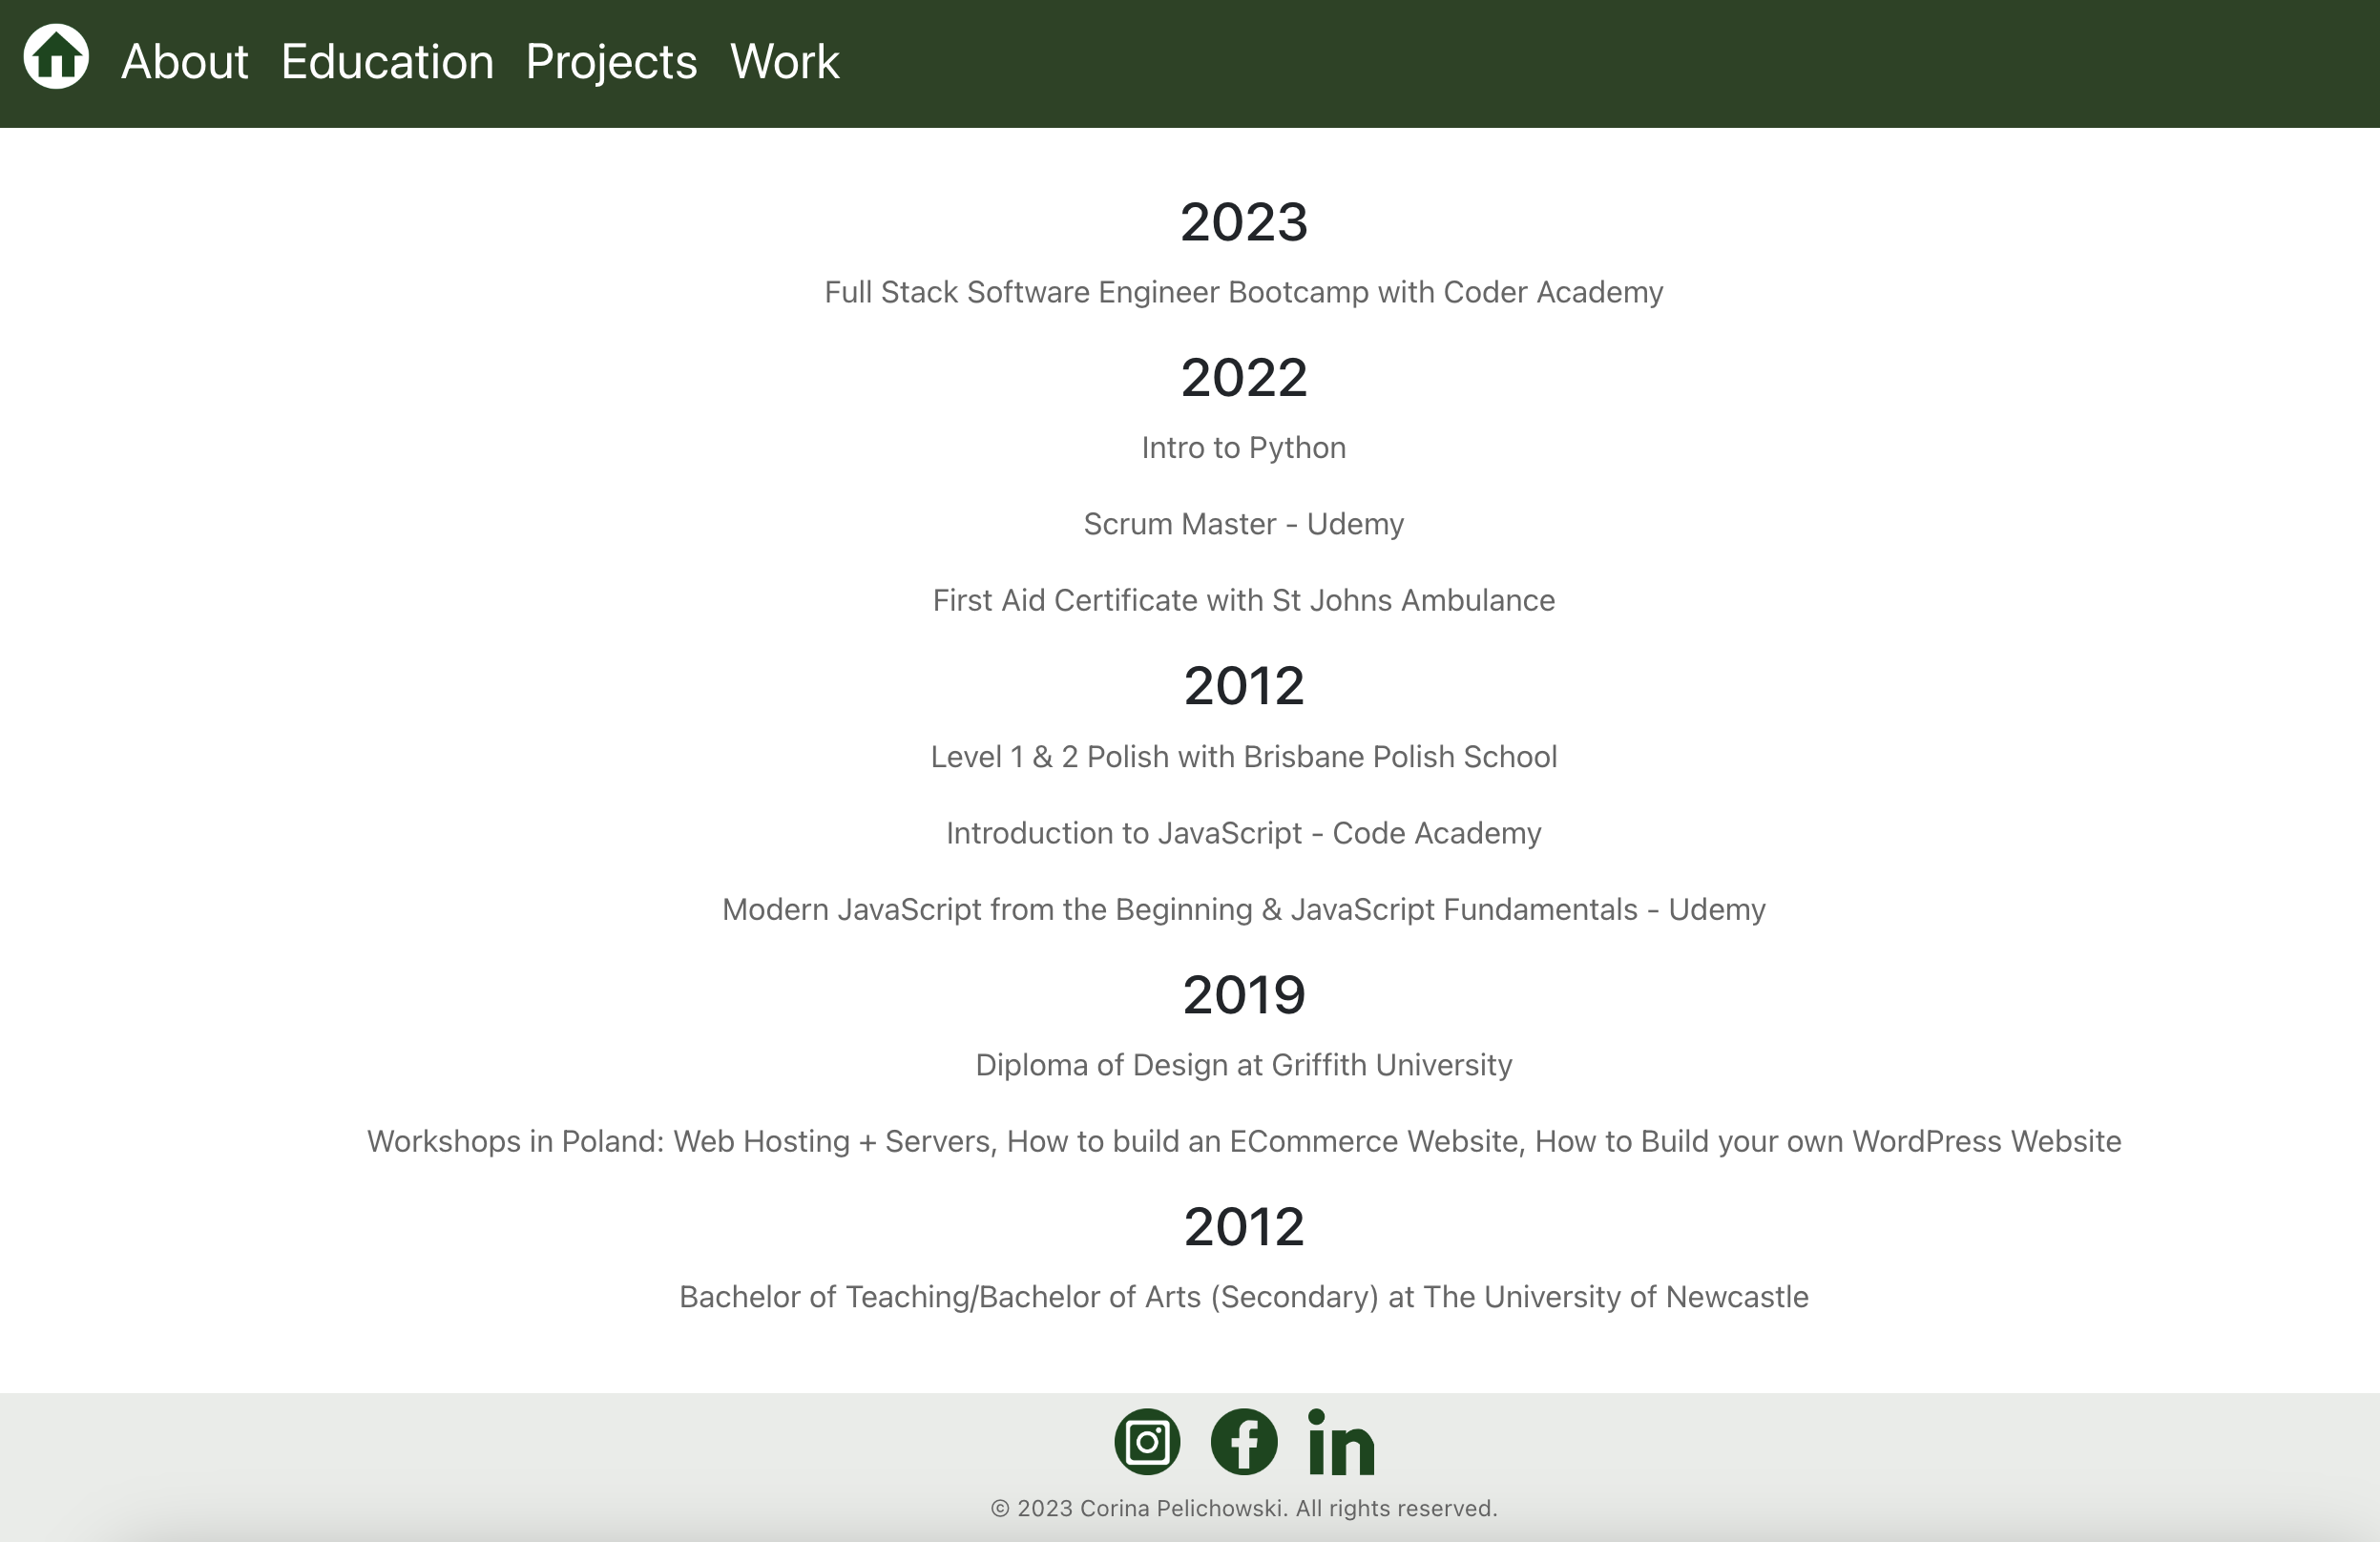 About Education Projects Work
2023
Full Stack Software Engineer Bootcamp with Coder Academy
2022
Intro to Python
Scrum Master - Udemy
First Aid Certificate with St Johns Ambulance
2012
Level 1 & 2 Polish with Brisbane Polish School
Introduction to JavaScript - Code Academy
Modern JavaScript from the Beginning & JavaScript Fundamentals - Udemy
2019
Diploma of Design at Griffith University
Workshops in Poland: Web Hosting + Servers, How to build an ECommerce Website, How to Build your own WordPress Website
2012
Bachelor of Teaching/Bachelor of Arts (Secondary) at The University of Newcastle
© 2023 Corina Pelichowski. All rights reserved.